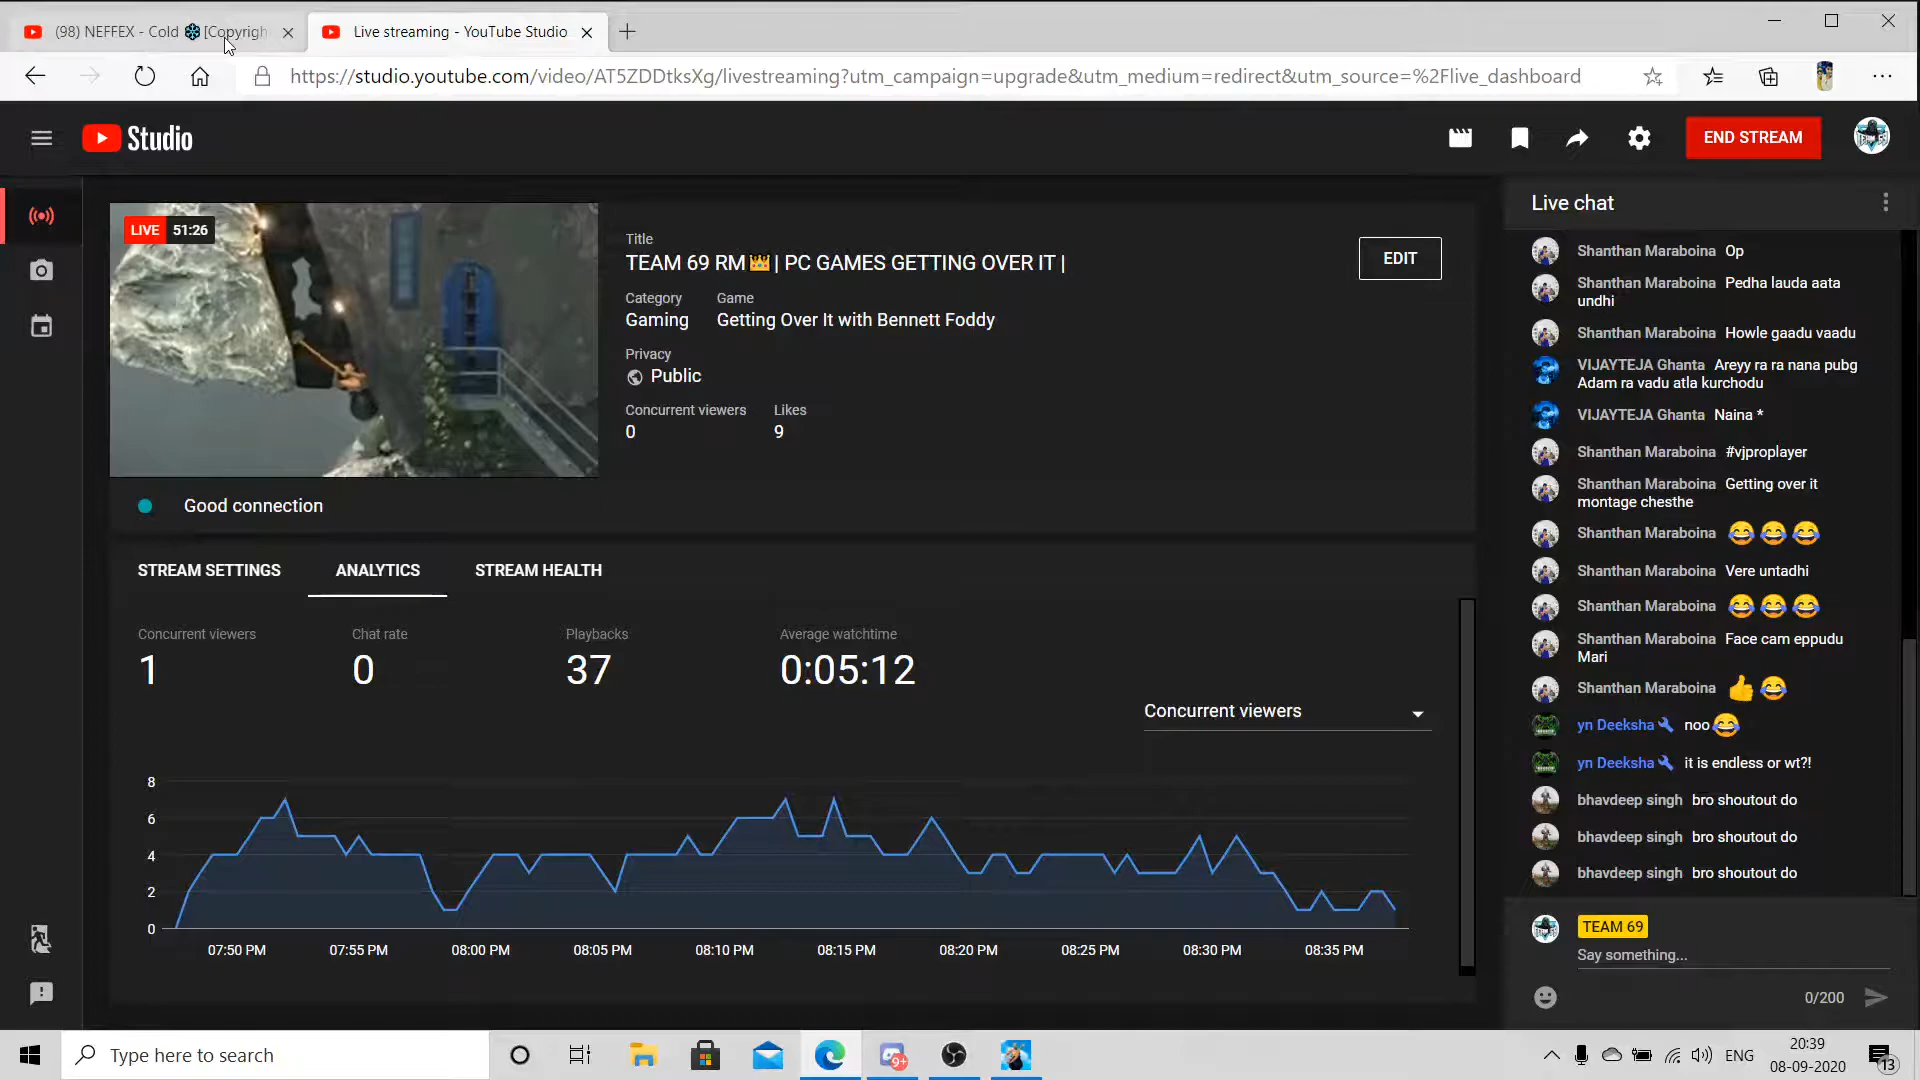 (98) NEFFEX - Cold [Copyrigh
Live streaming - YouTube Studio
https://studio.youtube.com/video/AT5ZDDtksXg/livestreaming?utm_campaign=upgrade&utm_medium=redirect&utm_source=%2Flive_dashboard
Studio
END STREAM
LIVE 51:26
Title
TEAM 69 RM👑| PC GAMES GETTING OVER IT |
EDIT
Category Game
Gaming Getting Over It with Bennett Foddy
Privacy
Public
Concurrent viewers Likes
0 9
Good connection
STREAM SETTINGS ANALYTICS STREAM HEALTH
Concurrent viewers Chat rate Playbacks Average watchtime
1 0 37 0:05:12
Concurrent viewers
8
6
4
2
0
07:50 PM 07:55 PM 08:00 PM 08:05 PM 08:10 PM 08:15 PM 08:20 PM 08:25 PM 08:30 PM 08:35 PM
Live chat
Shanthan Maraboina Op
Shanthan Maraboina Pedha lauda aata
undhi
Shanthan Maraboina Howle gaadu vaadu
VIJAYTEJA Ghanta Areyy ra ra nana pubg
Adam ra vadu atla kurchodu
VIJAYTEJA Ghanta Naina *
Shanthan Maraboina #vjproplayer
Shanthan Maraboina Getting over it
montage chesthe
Shanthan Maraboina 😂😂😂
Shanthan Maraboina Vere untadhi
Shanthan Maraboina 😂😂😂
Shanthan Maraboina Face cam eppudu
Mari
Shanthan Maraboina 👍😂
yn Deeksha noo😂
yn Deeksha it is endless or wt?!
bhavdeep singh bro shoutout do
bhavdeep singh bro shoutout do
bhavdeep singh bro shoutout do
TEAM 69
Say something...
0/200
Type here to search
9+
ENG
20:39
08-09-2020
13